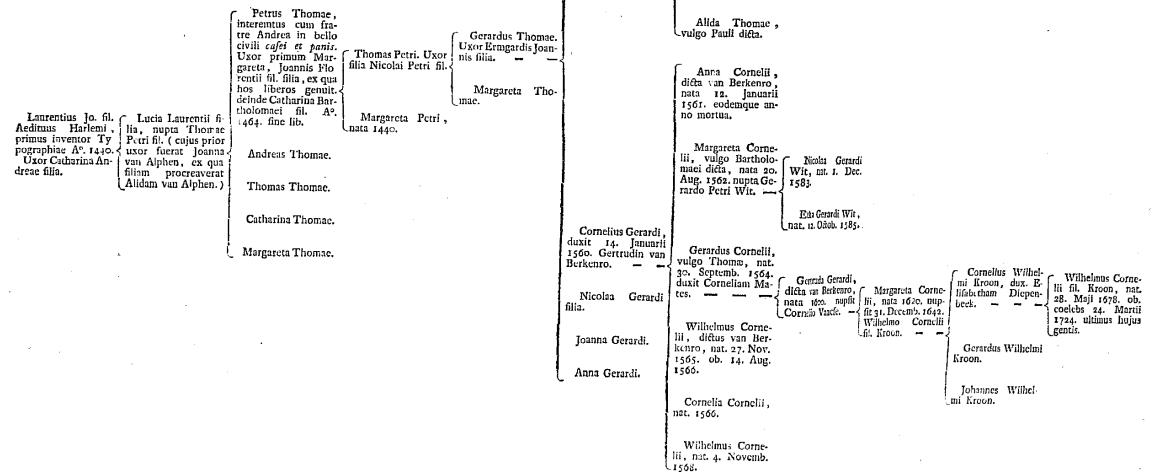 Laurentius Jo. fil.
Aedituus Harlemi,
primus inventor Ty
pographiae A°. 1440.
Uxor Catharina An-
dreae filia.
Lucia Laurentii fi-
lia, nupta Thomae
Petri fil. (cujus prior
uxor fuerat Joanna
van Alphen, ex qua
filiam procreaverat
Alidam van Alphen.)
Petrus Thomae,
interemtus cum fra-
tre Andrea in bello
civili casei et panis.
Uxor primum Mar-
gareta, Joannis Flo
rentii fil. filia, ex qua
hos liberos genuit.
deinde Catharina Bar-
tholomaei fil. A°.
1464. sine lib.
Andreas Thomae.
Thomas Thomae.
Catharina Thomae.
Margareta Thomae.
Thomas Petri. Uxor
filia Nicolai Petri fil.
Margareta Petri,
nata 1440.
Gerardus Thomae.
Uxor Ermgardis Joan-
nis filia. — —
Margareta Tho-
mae.
Cornelius Gerardi,
duxit 14. Januarii
1560. Gertrudin van
Berkenro. — —
Nicolaa Gerardi
filia.
Joanna Gerardi.
Anna Gerardi.
Alida Thomae,
vulgo Pauli dicta.
Anna Cornelii,
dicta van Berkenro,
nata 12. Januarii
1561. eodemque an-
no mortua.
Margareta Corne-
lii, vulgo Bartholo-
maei dicta, nata 20.
Aug. 1562. nupta Ge-
rardo Petri Wit. —
Gerardus Cornelii,
vulgo Thomæ, nat.
30. Septemb. 1564.
duxit Corneliam Ma-
tes. — — —
Wilhelmus Corne-
lii, dictus van Ber-
kenro, nat. 27. Nov.
1565. ob. 14. Aug.
1566.
Cornelia Cornelii,
nat. 1566.
Wilhelmus Corne-
lii, nat. 4. Novemb.
1568.
Nicolaa Gerardi
Wit, nat. 1. Dec.
1583.
Gerardi Wit,
nat. 12. Octob. 1585.
Gertruda Gerardi,
dicta van Berkenro,
nata 1600. nupsit
Cornelio —
Margareta Corne-
lii, nata 1620. nup-
sit 31. Decemb. 1642.
Wilhelmo Cornelii
fil. Kroon. —
Cornelius Wilhel-
mi Kroon, dux. E-
lisabetham Diepen-
beek. — —
Gerardus Wilhelmi
Kroon.
Johannes Wilhel-
mi Kroon.
Wilhelmus Corne-
lii fil. Kroon, nat.
28. Maji 1678. ob.
coelebs 24. Martii
1724. ultimus hujus
gentis.